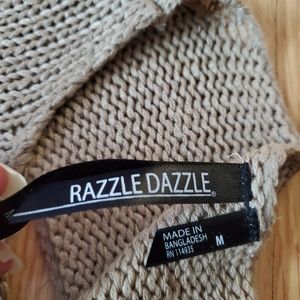 RAZZLE DAZZLE®
MADE IN
BANGLADESH
RN 114935
M